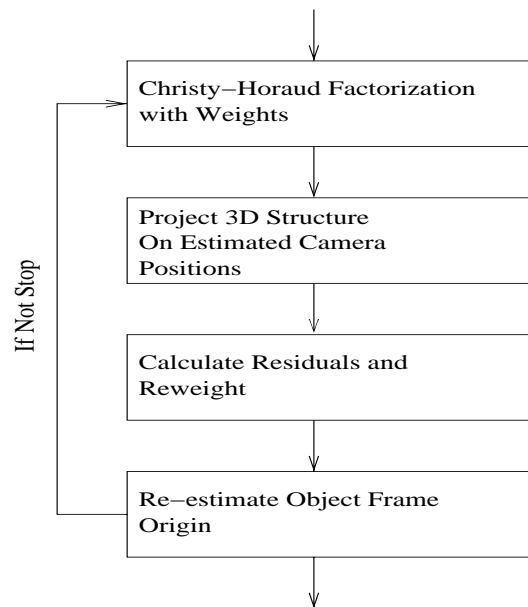 Christy−Horaud Factorization
with Weights
Project 3D Structure
On Estimated Camera
Positions
If Not Stop
Calculate Residuals and
Reweight
Re−estimate Object Frame
Origin